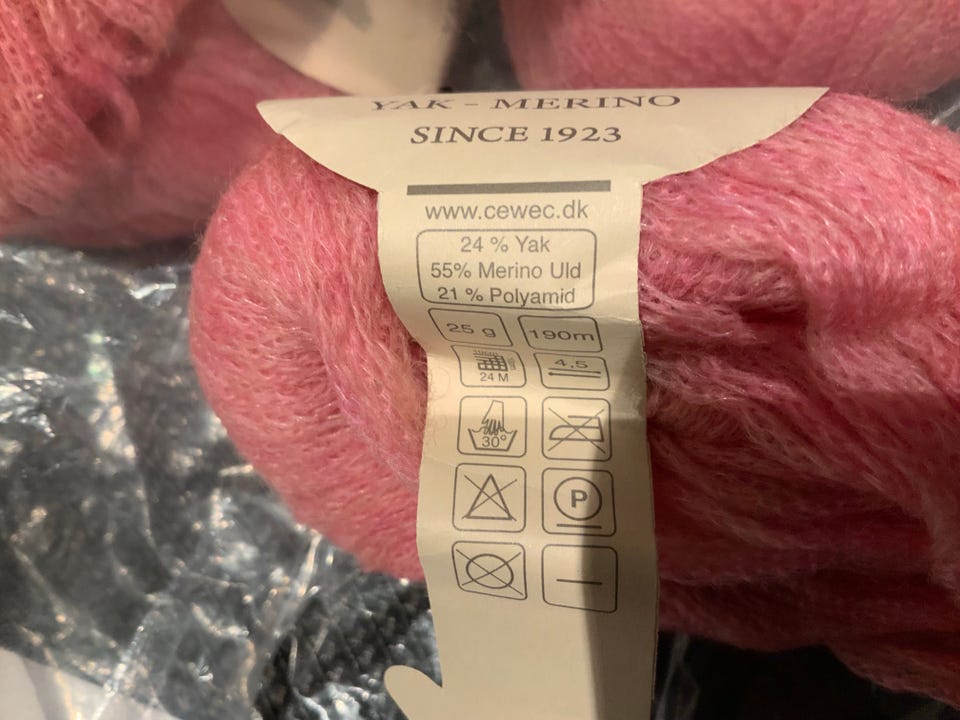 YAK - MERINO
SINCE 1923
www.cewec.dk
24 % Yak
55% Merino Uld
21 % Polyamid
25 g 190m
24 M 4.5
30°
P